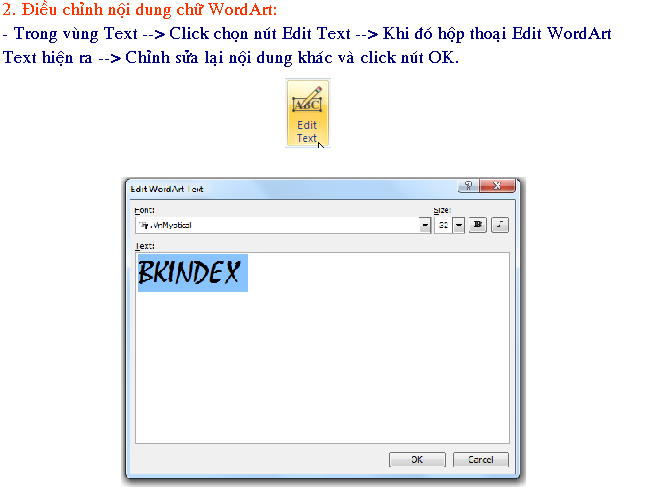 2. Điều chỉnh nội dung chữ WordArt:
- Trong vùng Text --> Click chọn nút Edit Text --> Khi đó hộp thoại Edit WordArt
Text hiện ra --> Chỉnh sửa lại nội dung khác và click nút OK.
ABC
Edit
Text
Edit WordArt Text
Font:
Size:
.VnMystical
B
I
Text:
BKINDEX
OK
Cancel